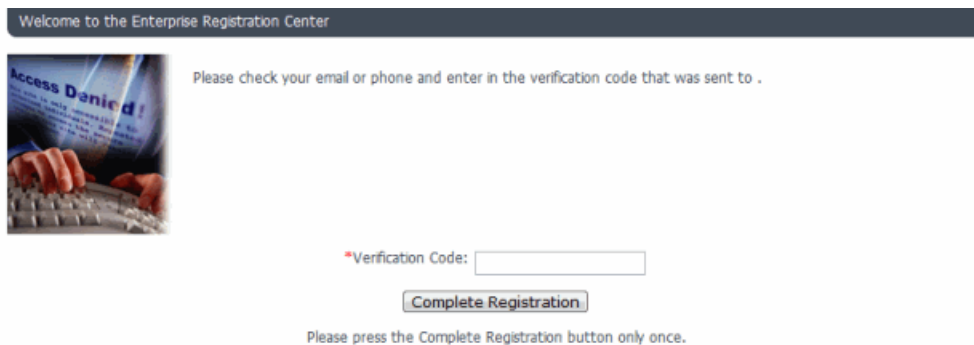 Welcome to the Enterprise Registration Center
Access Denied!
Please check your email or phone and enter in the verification code that was sent to .
*Verification Code:
Complete Registration
Please press the Complete Registration button only once.